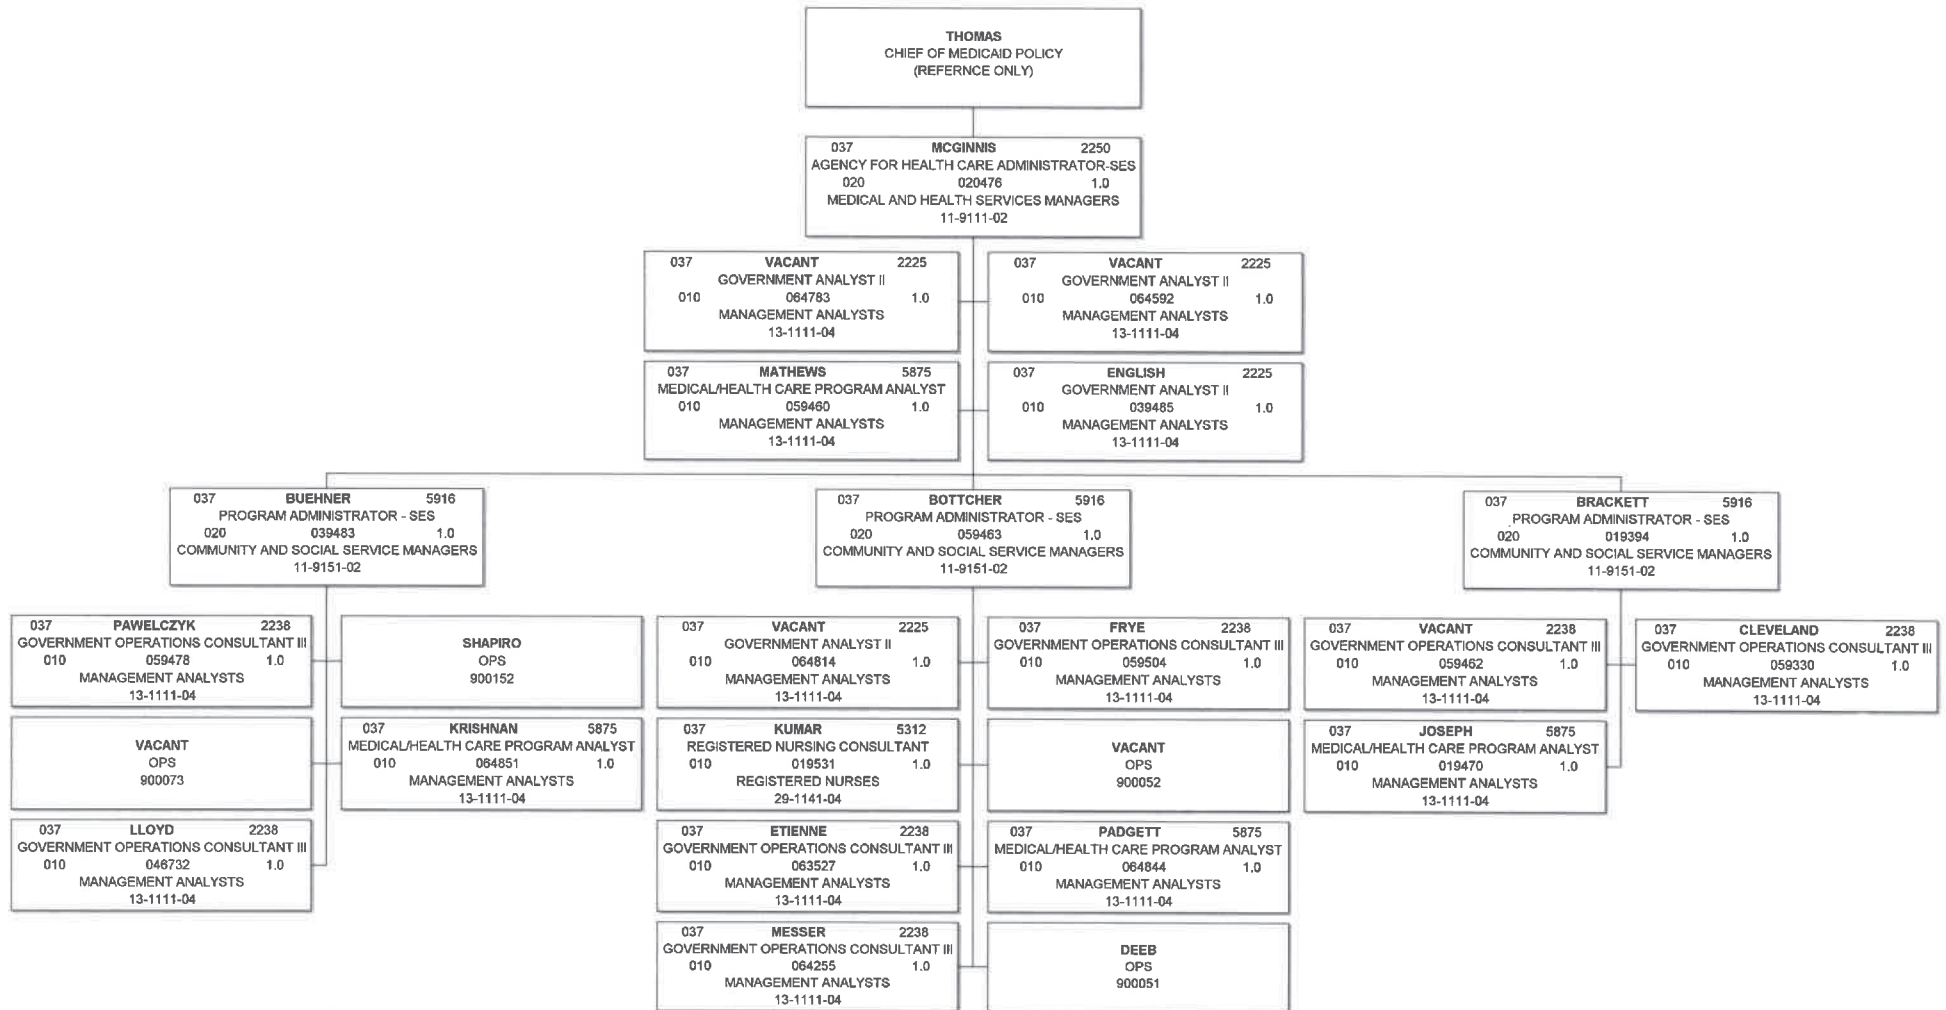 THOMAS
CHIEF OF MEDICAID POLICY
(REFERNCE ONLY)
037 MCGINNIS 2250
AGENCY FOR HEALTH CARE ADMINISTRATOR-SES
020 020476 1.0
MEDICAL AND HEALTH SERVICES MANAGERS
11-9111-02
037 VACANT 2225
GOVERNMENT ANALYST II
010 064783 1.0
MANAGEMENT ANALYSTS
13-1111-04
037 VACANT 2225
GOVERNMENT ANALYST II
010 064592 1.0
MANAGEMENT ANALYSTS
13-1111-04
037 MATHEWS 5875
MEDICAL/HEALTH CARE PROGRAM ANALYST
010 059460 1.0
MANAGEMENT ANALYSTS
13-1111-04
037 ENGLISH 2225
GOVERNMENT ANALYST II
010 039485 1.0
MANAGEMENT ANALYSTS
13-1111-04
037 BUEHNER 5916
PROGRAM ADMINISTRATOR - SES
020 039483 1.0
COMMUNITY AND SOCIAL SERVICE MANAGERS
11-9151-02
037 BOTTCHER 5916
PROGRAM ADMINISTRATOR - SES
020 059463 1.0
COMMUNITY AND SOCIAL SERVICE MANAGERS
11-9151-02
037 BRACKETT 5916
PROGRAM ADMINISTRATOR - SES
020 019394 1.0
COMMUNITY AND SOCIAL SERVICE MANAGERS
11-9151-02
037 PAWELCZYK 2238
GOVERNMENT OPERATIONS CONSULTANT III
010 059478 1.0
MANAGEMENT ANALYSTS
13-1111-04
SHAPIRO
OPS
900152
VACANT
OPS
900073
037 KRISHNAN 5875
MEDICAL/HEALTH CARE PROGRAM ANALYST
010 064851 1.0
MANAGEMENT ANALYSTS
13-1111-04
037 LLOYD 2238
GOVERNMENT OPERATIONS CONSULTANT III
010 046732 1.0
MANAGEMENT ANALYSTS
13-1111-04
037 VACANT 2225
GOVERNMENT ANALYST II
010 064814 1.0
MANAGEMENT ANALYSTS
13-1111-04
037 FRYE 2238
GOVERNMENT OPERATIONS CONSULTANT III
010 059504 1.0
MANAGEMENT ANALYSTS
13-1111-04
037 KUMAR 5312
REGISTERED NURSING CONSULTANT
010 019531 1.0
REGISTERED NURSES
29-1141-04
VACANT
OPS
900052
037 ETIENNE 2238
GOVERNMENT OPERATIONS CONSULTANT III
010 063527 1.0
MANAGEMENT ANALYSTS
13-1111-04
037 PADGETT 5875
MEDICAL/HEALTH CARE PROGRAM ANALYST
010 064844 1.0
MANAGEMENT ANALYSTS
13-1111-04
037 MESSER 2238
GOVERNMENT OPERATIONS CONSULTANT III
010 064255 1.0
MANAGEMENT ANALYSTS
13-1111-04
DEEB
OPS
900051
037 VACANT 2238
GOVERNMENT OPERATIONS CONSULTANT III
010 059462 1.0
MANAGEMENT ANALYSTS
13-1111-04
037 CLEVELAND 2238
GOVERNMENT OPERATIONS CONSULTANT III
010 059330 1.0
MANAGEMENT ANALYSTS
13-1111-04
037 JOSEPH 5875
MEDICAL/HEALTH CARE PROGRAM ANALYST
010 019470 1.0
MANAGEMENT ANALYSTS
13-1111-04